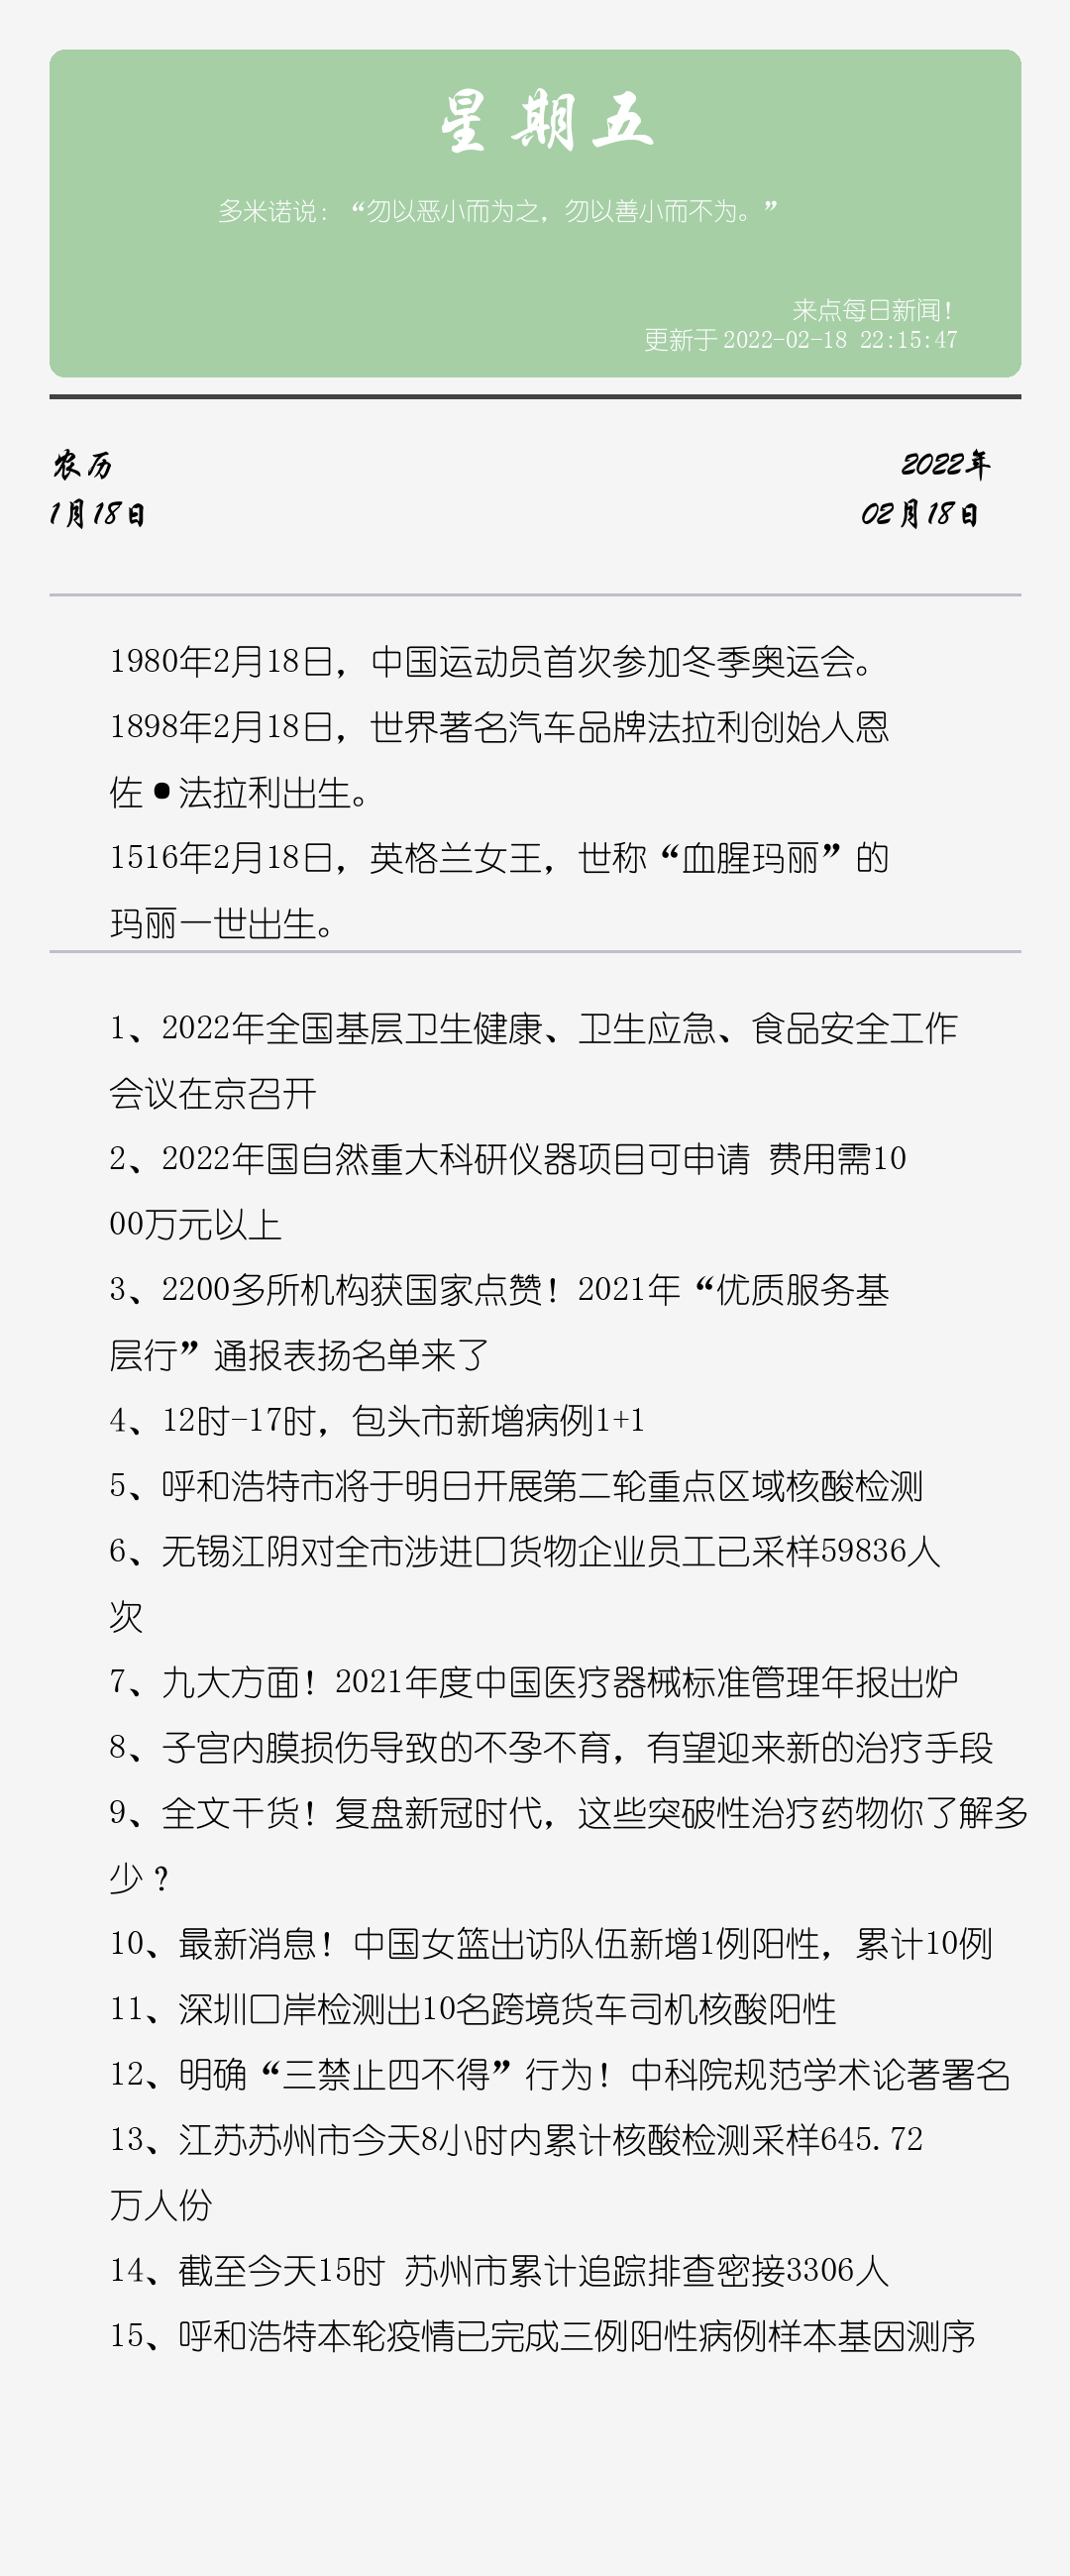 星期五
多米诺说：“勿以恶小而为之，勿以善小而不为。”
来点每日新闻！
更新于 2022-02-18 22:15:47
农历
2022年
1月18日
02月18日
1980年2月18日，中国运动员首次参加冬季奥运会。
1898年2月18日，世界著名汽车品牌法拉利创始人恩
佐•法拉利出生。
1516年2月18日，英格兰女王，世称“血腥玛丽”的
玛丽一世出生。
1、2022年全国基层卫生健康、卫生应急、食品安全工作
会议在京召开
2、2022年国自然重大科研仪器项目可申请 费用需10
00万元以上
3、2200多所机构获国家点赞！2021年“优质服务基
层行”通报表扬名单来了
4、12时-17时，包头市新增病例1+1
5、呼和浩特市将于明日开展第二轮重点区域核酸检测
6、无锡江阴对全市涉进口货物企业员工已采样59836人
次
7、九大方面！2021年度中国医疗器械标准管理年报出炉
8、子宫内膜损伤导致的不孕不育，有望迎来新的治疗手段
9、全文干货！复盘新冠时代，这些突破性治疗药物你了解多
少？
10、最新消息！中国女篮出访队伍新增1例阳性，累计10例
11、深圳口岸检测出10名跨境货车司机核酸阳性
12、明确“三禁止四不得”行为！中科院规范学术论著署名
13、江苏苏州市今天8小时内累计核酸检测采样645.72
万人份
14、截至今天15时 苏州市累计追踪排查密接3306人
15、呼和浩特本轮疫情已完成三例阳性病例样本基因测序